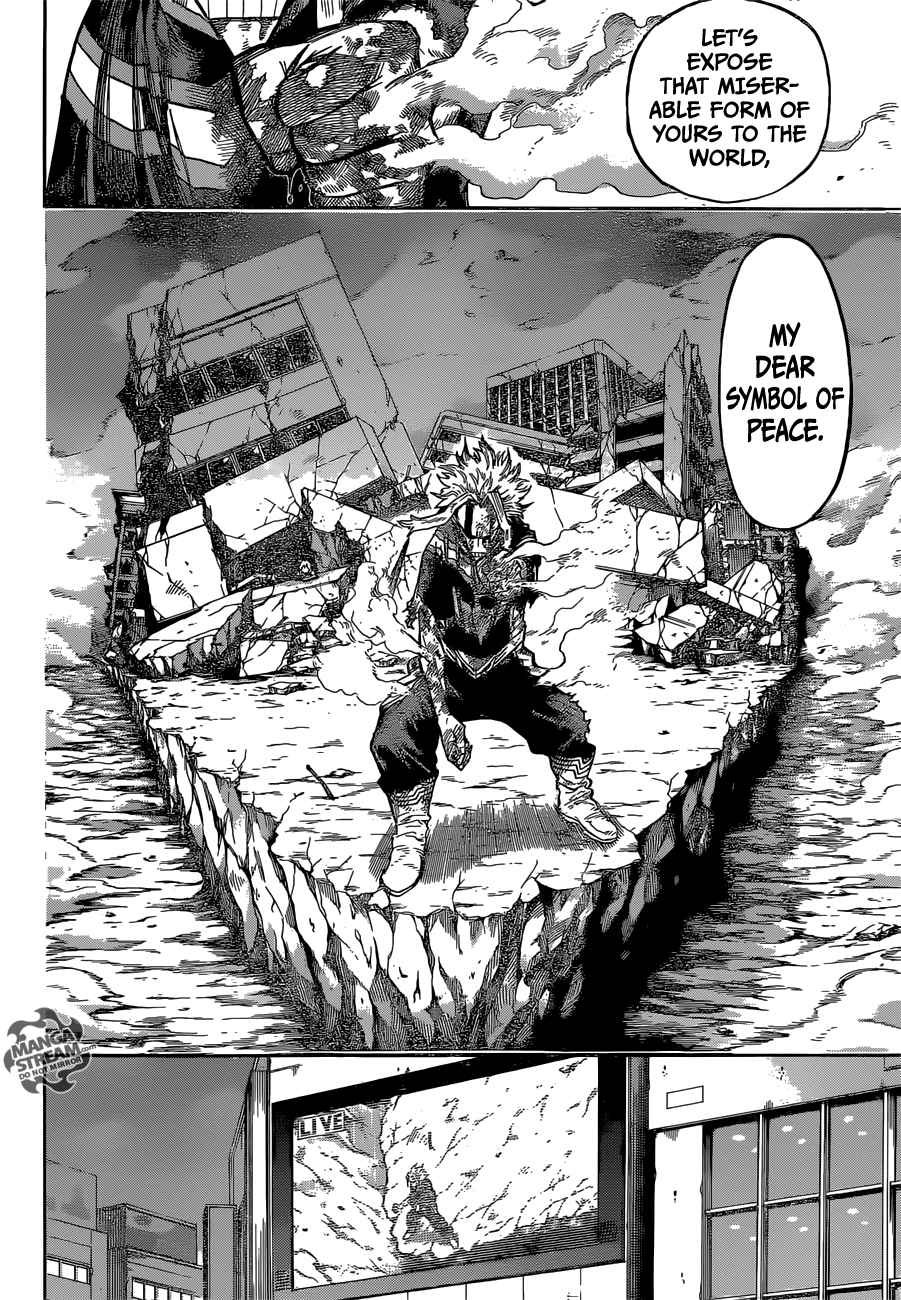 LET'S
EXPOSE
THAT MISER-
ABLE FORM OF
YOURS TO THE
WORLD,
MY
DEAR
SYMBOL OF
PEACE.
MANGA
STREAM.com
DO NOT MIRROR
LIVE